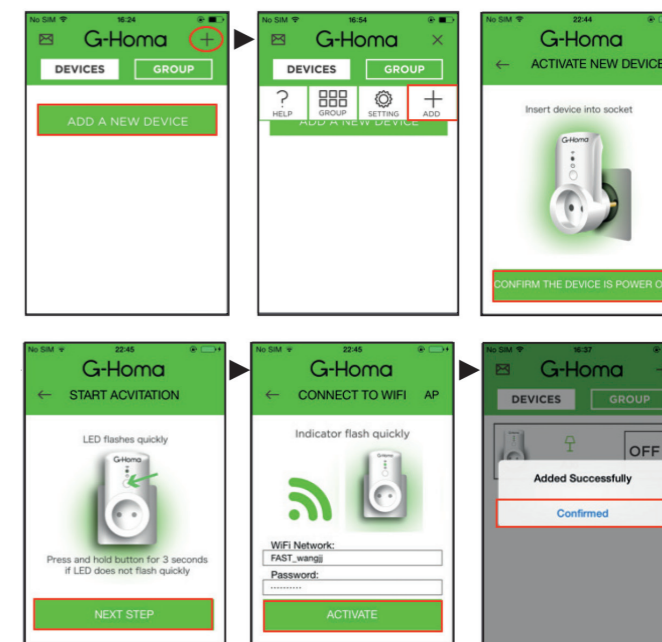 No SIM 16:24
G-Homa +
DEVICES GROUP
ADD A NEW DEVICE
No SIM 16:54
G-Homa ×
DEVICES GROUP
?
HELP GROUP SETTING ADD
ADD A NEW DEVICE
No SIM 22:44
G-Homa
← ACTIVATE NEW DEVICE
Insert device into socket
G-Homa
CONFIRM THE DEVICE IS POWER O
No SIM 22:45
G-Homa
← START ACVITATION
LED flashes quickly
G-Homa
Press and hold button for 3 seconds
if LED does not flash quickly
NEXT STEP
No SIM 22:45
G-Homa
← CONNECT TO WIFI AP
Indicator flash quickly
G-Homa
WiFi Network:
FAST_wangjj
Password:
··········
ACTIVATE
No SIM 16:37
G-Homa
DEVICES GROUP
OFF
Added Successfully
Confirmed